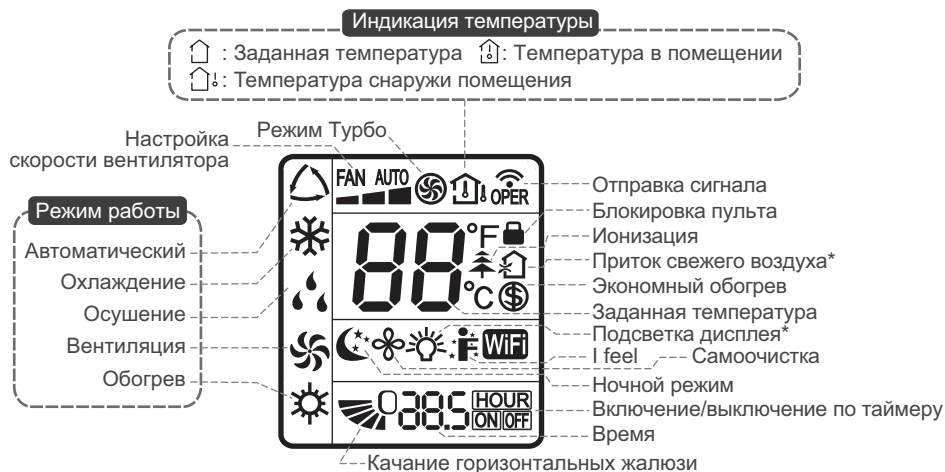 Индикация температуры
: Заданная температура : Температура в помещении
: Температура снаружи помещения
Режим Турбо
Настройка
скорости вентилятора
FAN AUTO
OPER
Отправка сигнала
Блокировка пульта
Ионизация
Приток свежего воздуха*
Экономный обогрев
Заданная температура
Подсветка дисплея*
I feel
Самоочистка
Ночной режим
Включение/выключение по таймеру
Время
Качание горизонтальных жалюзи
Режим работы
Автоматический
Охлаждение
Осушение
Вентиляция
Обогрев
88 °F
°C
WiFi
038.5 HOUR
ON OFF